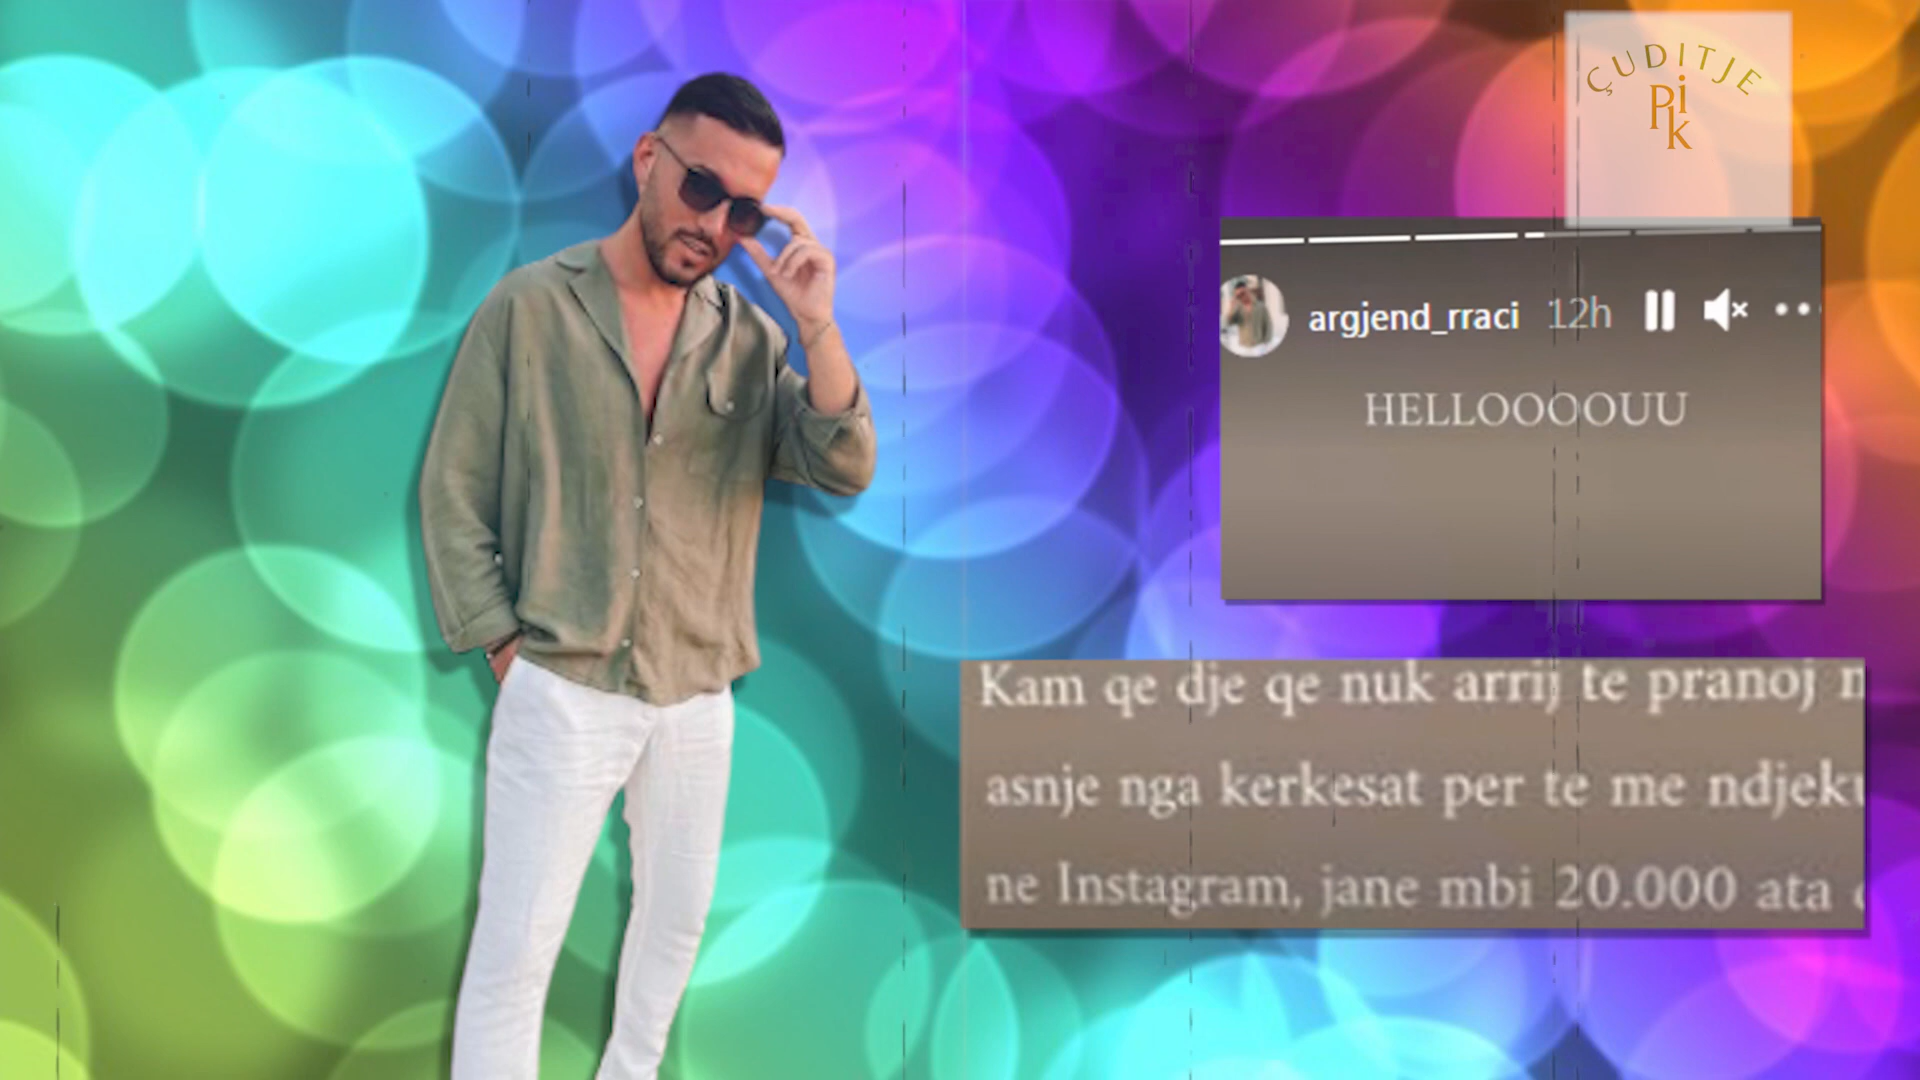 ÇUDITJE
PiK
argjend_rraci 12h
HELLOOOOUU
Kam qe dje qe nuk arrij te pranoj
asnje nga kerkesat per te me
ne Instagram, jane mbi 20.000 ata